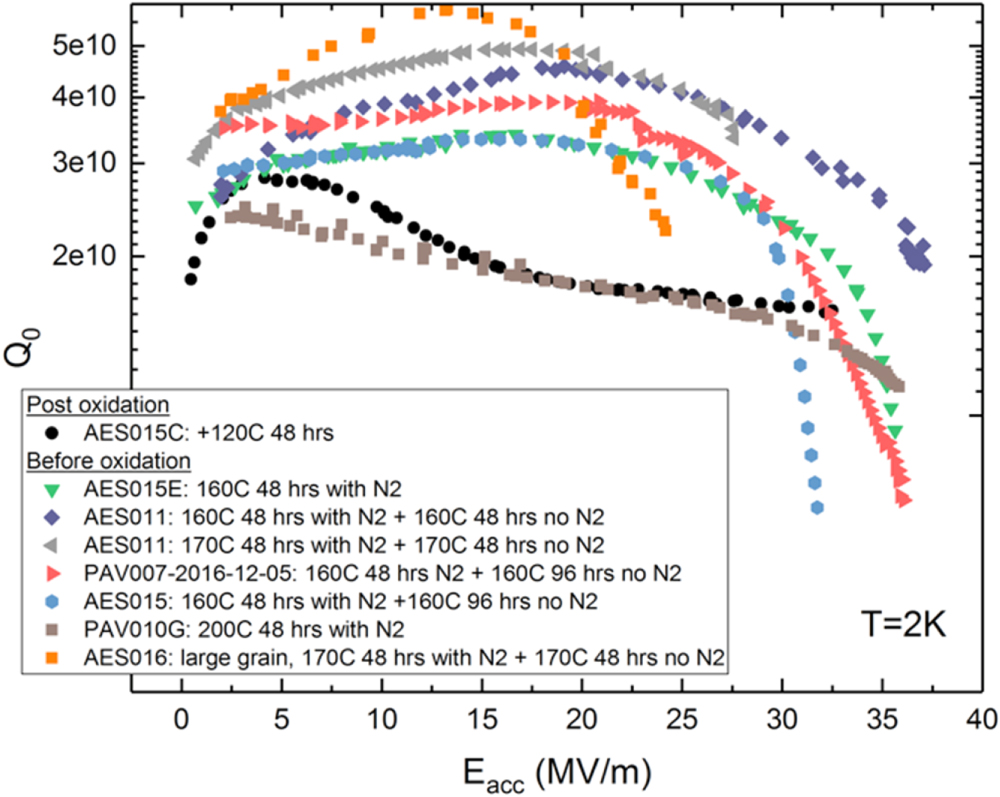 5e10
4e10
3e10
2e10
Q0
Post oxidation
AES015C: +120C 48 hrs
Before oxidation
AES015E: 160C 48 hrs with N2
AES011: 160C 48 hrs with N2 + 160C 48 hrs no N2
AES011: 170C 48 hrs with N2 + 170C 48 hrs no N2
PAV007-2016-12-05: 160C 48 hrs N2 + 160C 96 hrs no N2
AES015: 160C 48 hrs with N2 +160C 96 hrs no N2
PAV010G: 200C 48 hrs with N2
AES016: large grain, 170C 48 hrs with N2 + 170C 48 hrs no N2
T=2K
0 5 10 15 20 25 30 35 40
Eacc (MV/m)